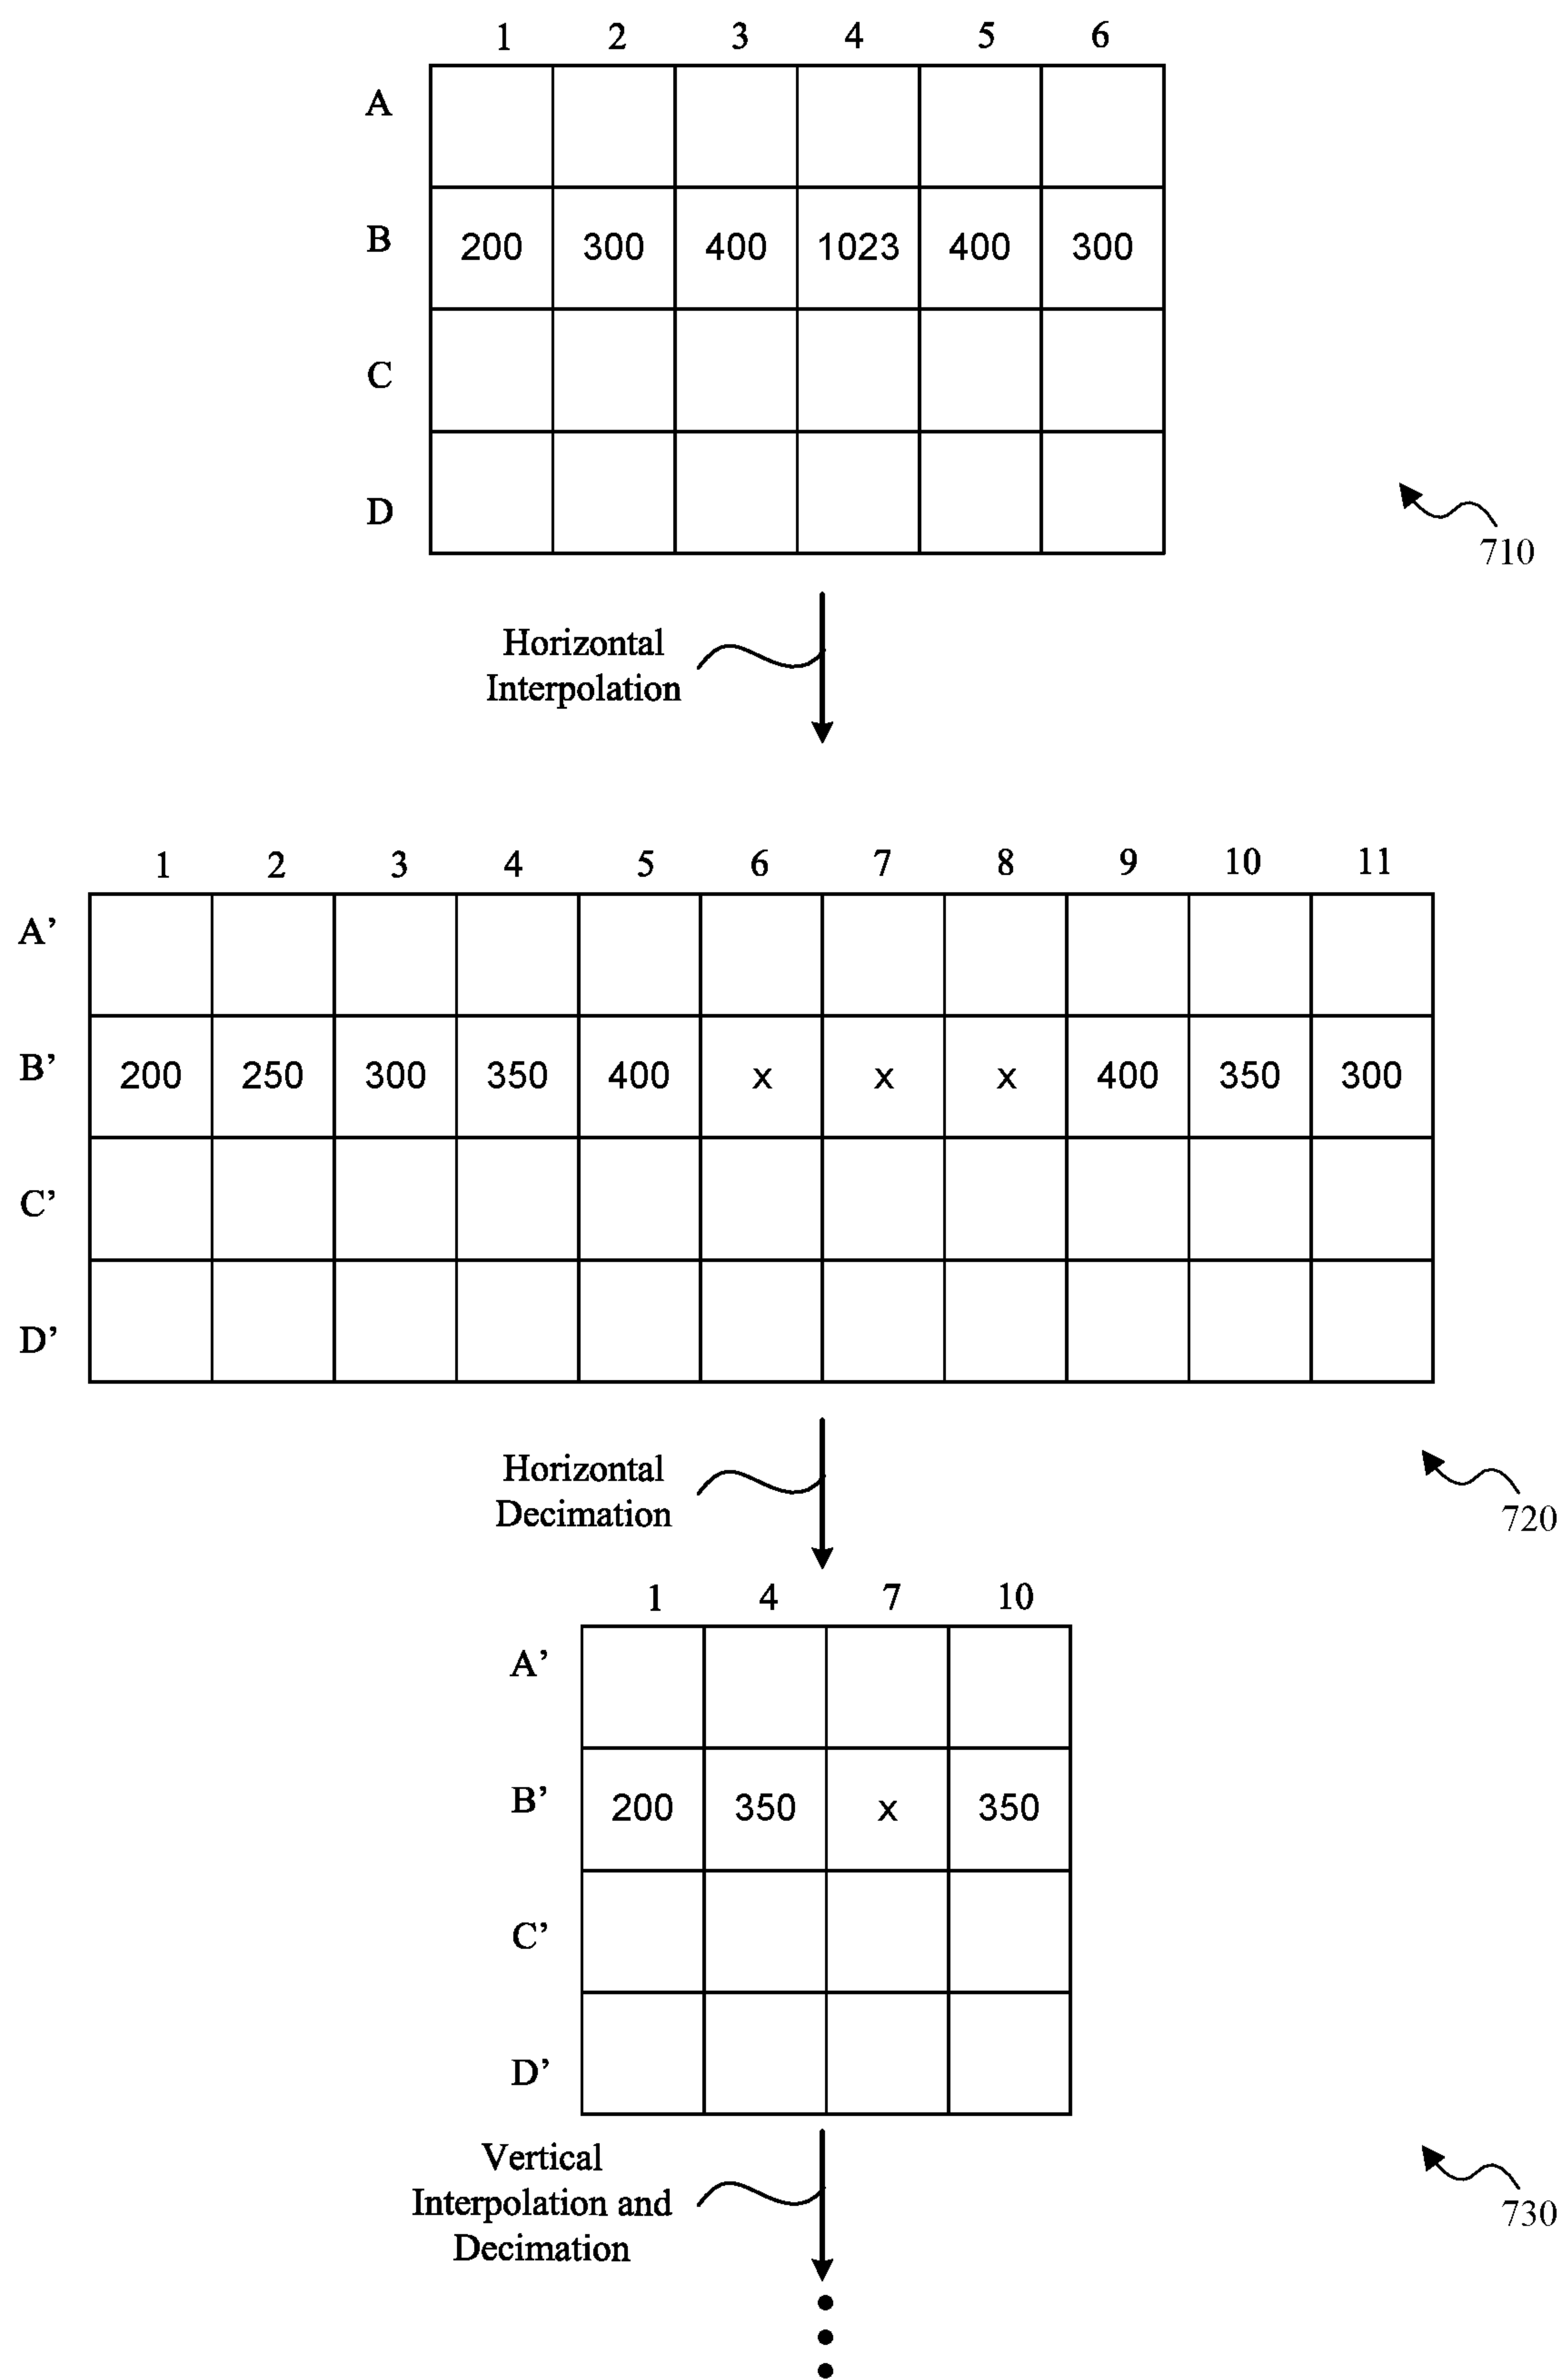 1 2 3 4 5 6
A
B 200 300 400 1023 400 300
C
D
710
Horizontal
Interpolation
1 2 3 4 5 6 7 8 9 10 11
A’
B’ 200 250 300 350 400 x x x 400 350 300
C’
D’
Horizontal
Decimation
720
1 4 7 10
A’
B’ 200 350 x 350
C’
D’
Vertical
Interpolation and
Decimation
730